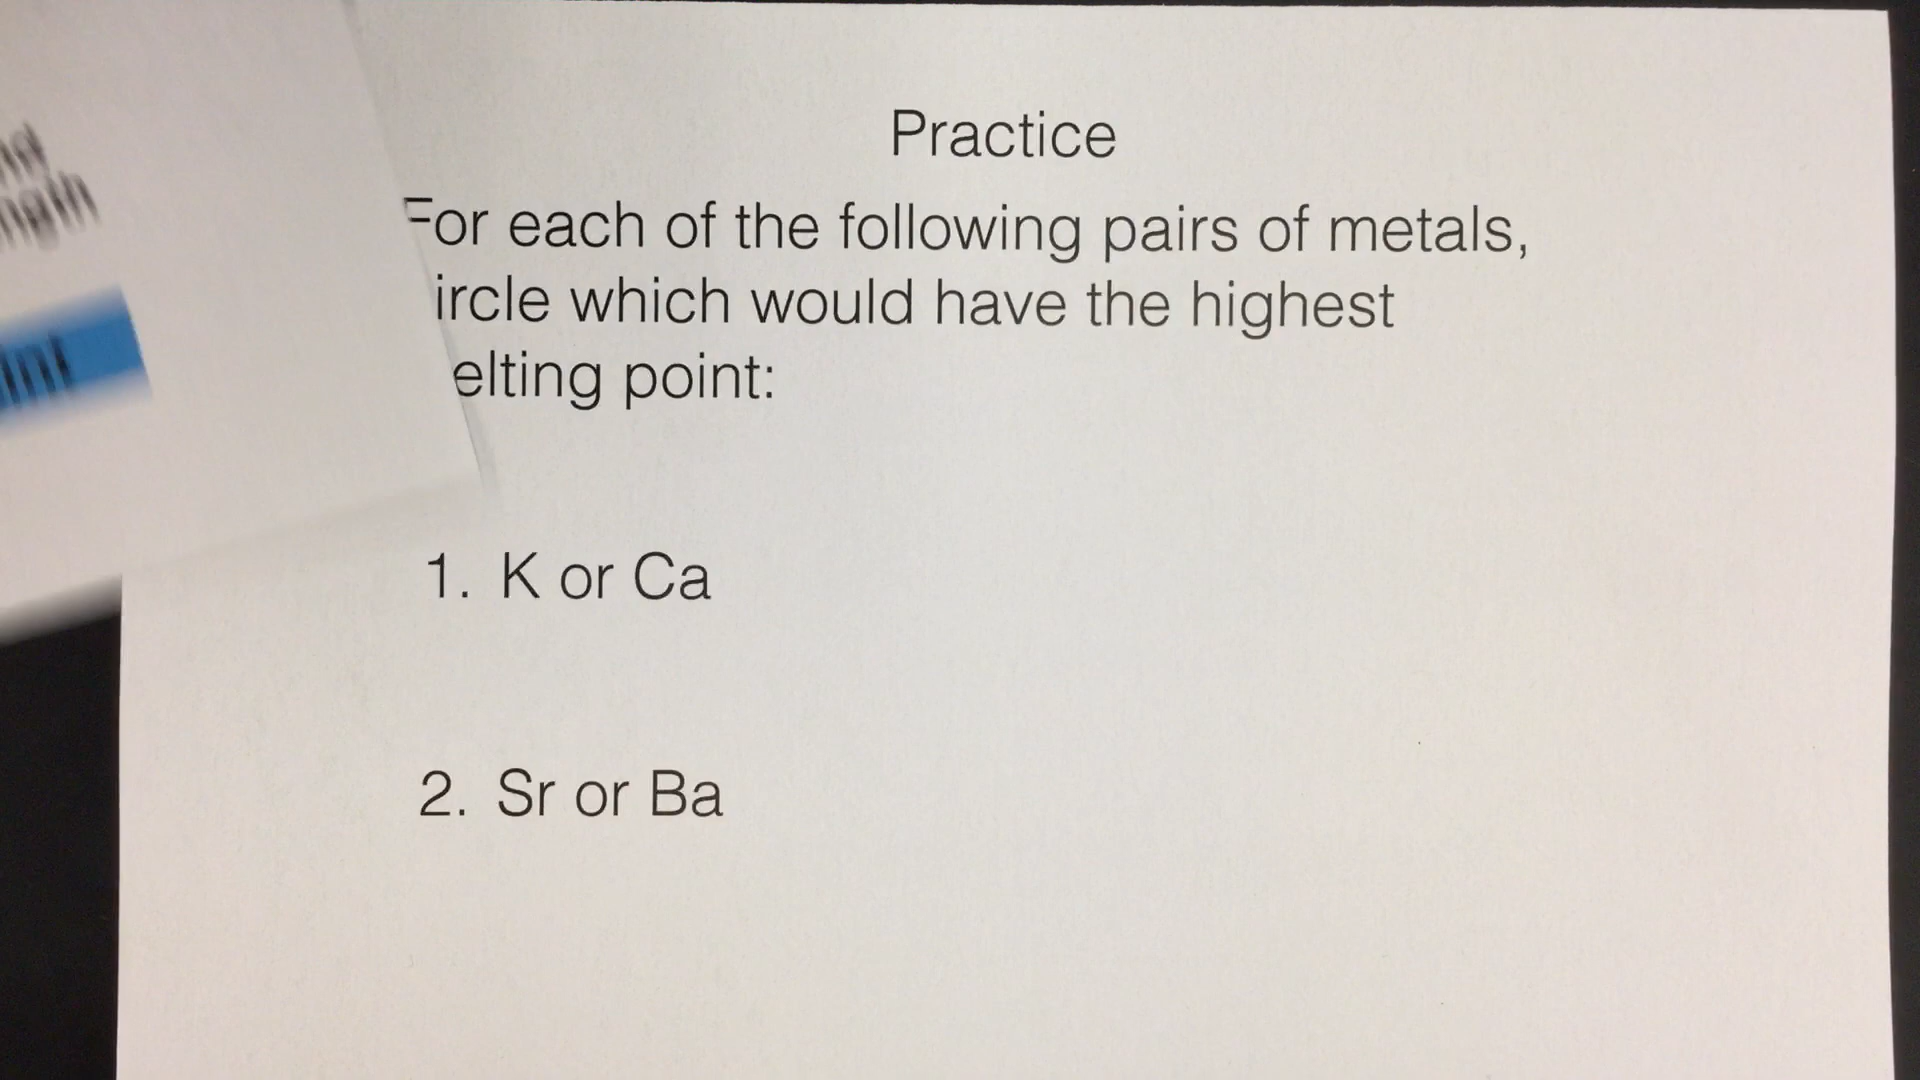 Practice
For each of the following pairs of metals,
ircle which would have the highest
elting point:
1. K or Ca
2. Sr or Ba